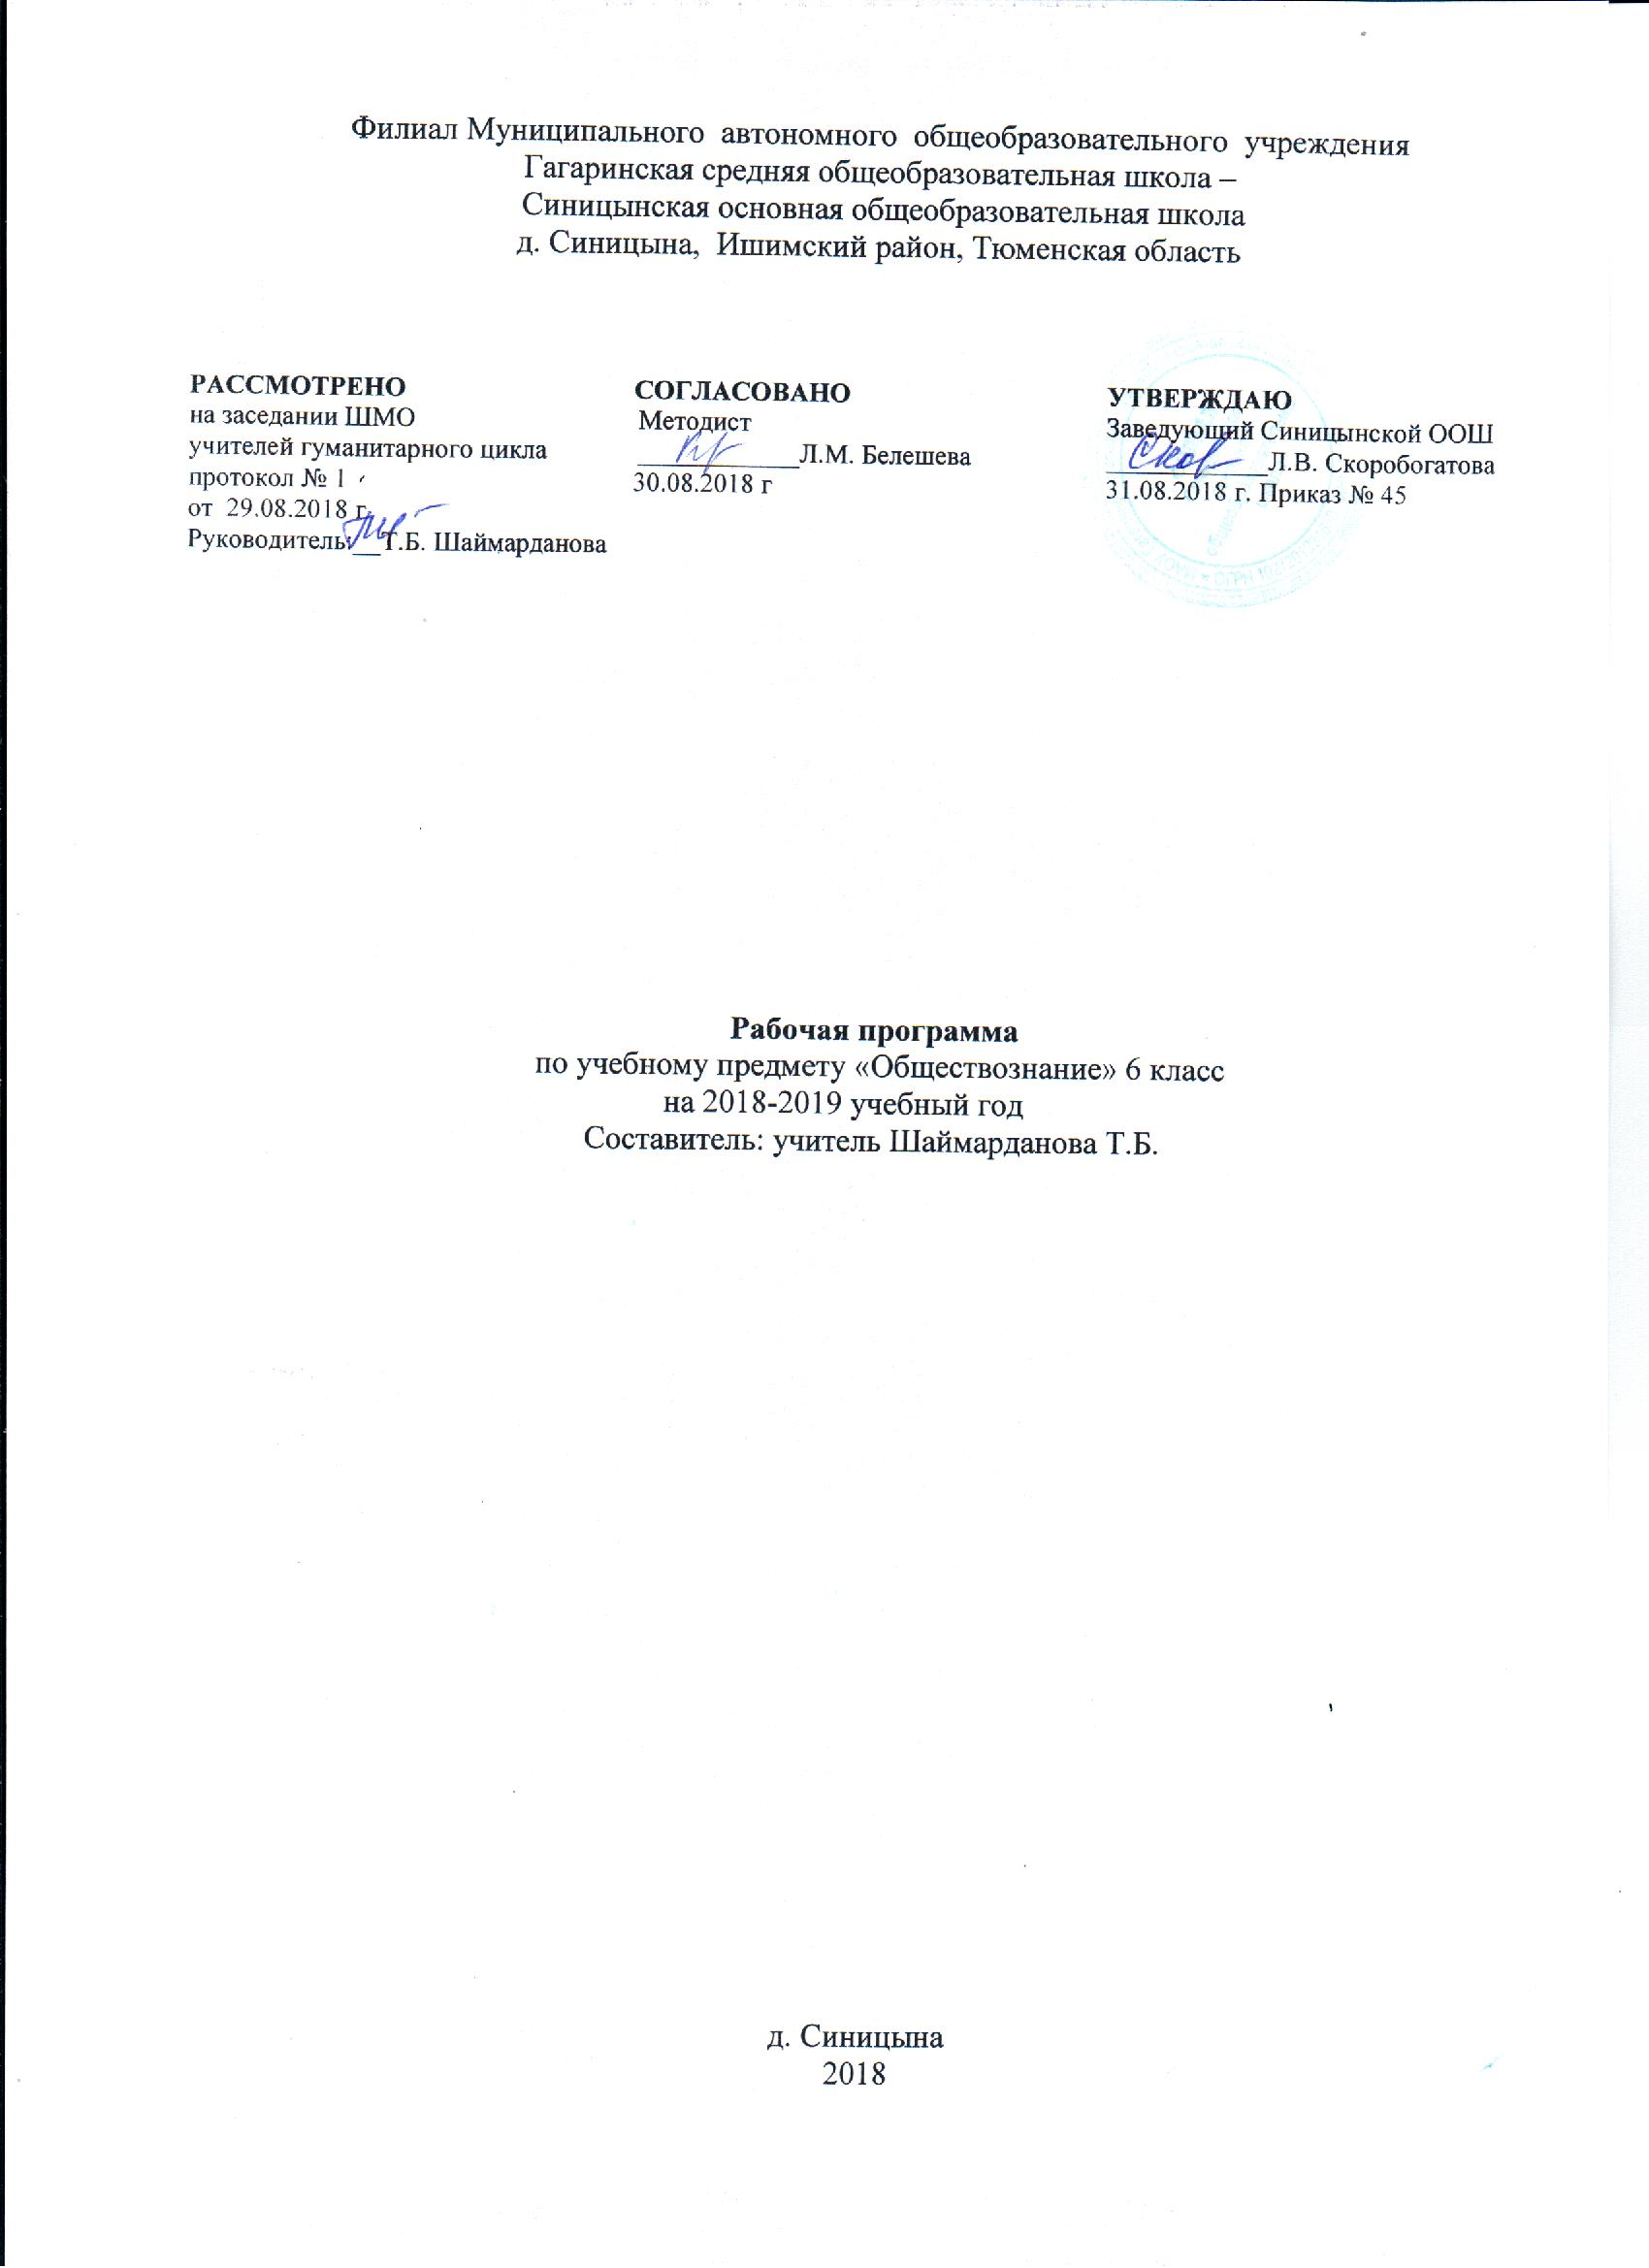 Филиал Муниципального автономного общеобразовательного учреждения
Гагаринская средняя общеобразовательная школа –
Синицынская основная общеобразовательная школа
д. Синицына, Ишимский район, Тюменская область
РАССМОТРЕНО
на заседании ШМО
учителей гуманитарного цикла
протокол № 1
от 29.08.2018 г.
Руководитель:__Т.Б. Шаймарданова
СОГЛАСОВАНО
Методист
____________Л.М. Белешева
30.08.2018 г
УТВЕРЖДАЮ
Заведующий Синицынской ООШ
____________Л.В. Скоробогатова
31.08.2018 г. Приказ № 45
Рабочая программа
по учебному предмету «Обществознание» 6 класс
на 2018-2019 учебный год
Составитель: учитель Шаймарданова Т.Б.
д. Синицына
2018